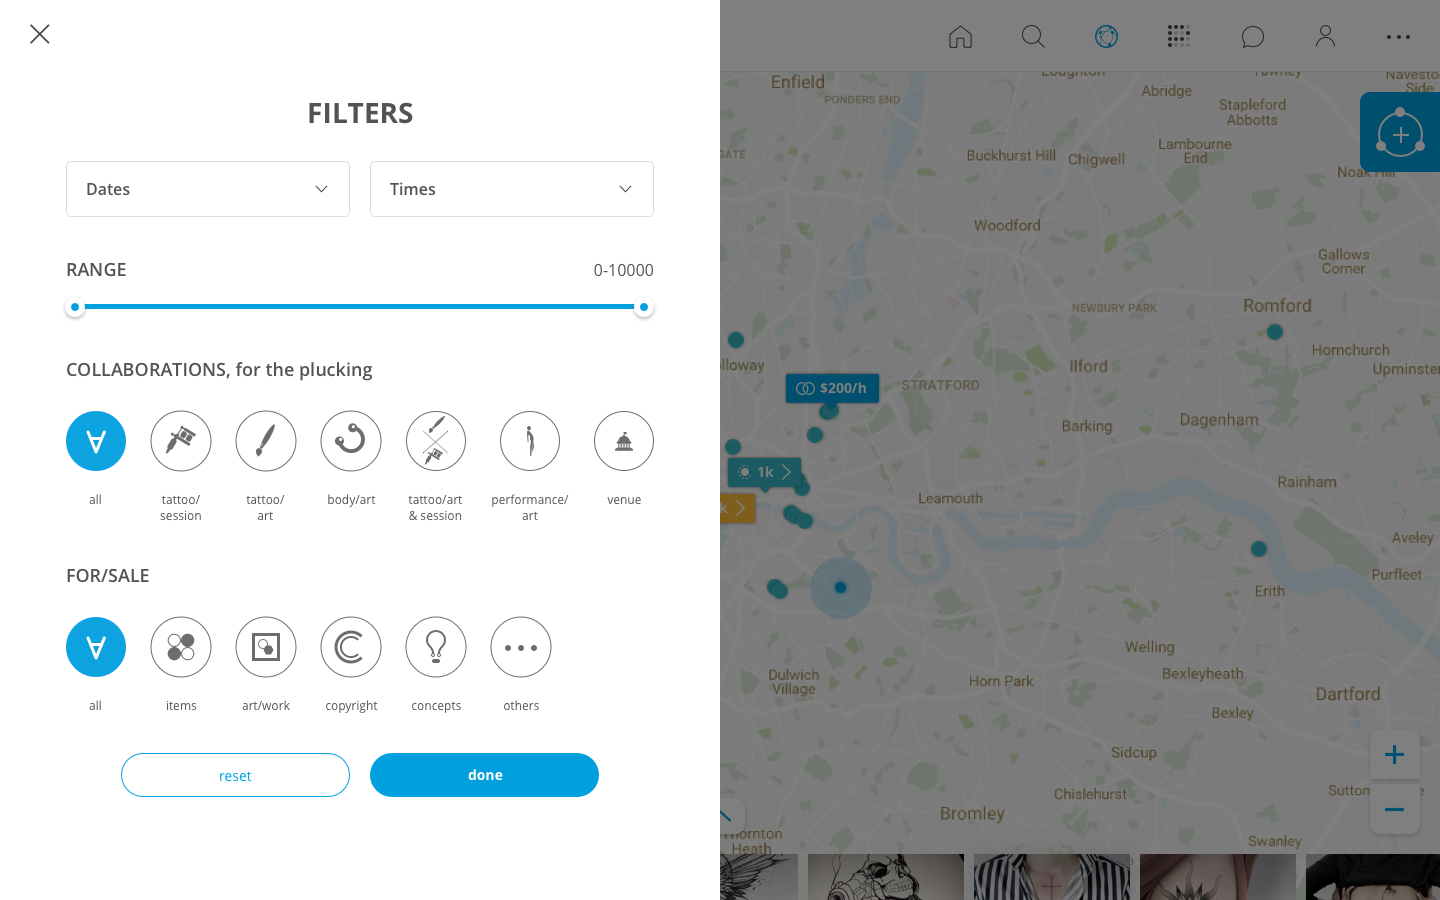 FILTERS
Dates
Times
RANGE
0-10000
COLLABORATIONS, for the plucking
all
tattoo/
session
tattoo/
art
body/art
tattoo/art
& session
performance/
art
venue
FOR/SALE
all
items
art/work
copyright
concepts
others
reset
done
Enfield
PONDERS END
Loughton
Abridge
Stapleford
Abbotts
Side
Buckhurst Hill
Chigwell
Lambourne
End
Noak Hill
Woodford
Gallows
Corner
NEWBURY PARK
Romford
Ilford
Hornchurch
Upminster
$200/h
STRATFORD
Dagenham
Barking
1k
Leamouth
Rainham
Aveley
Purfleet
Erith
Welling
Bexleyheath
Dulwich
Village
Horn Park
Dartford
Bexley
Sidcup
Chislehurst
Sutton
Bromley
Thornton
Heath
Swanley